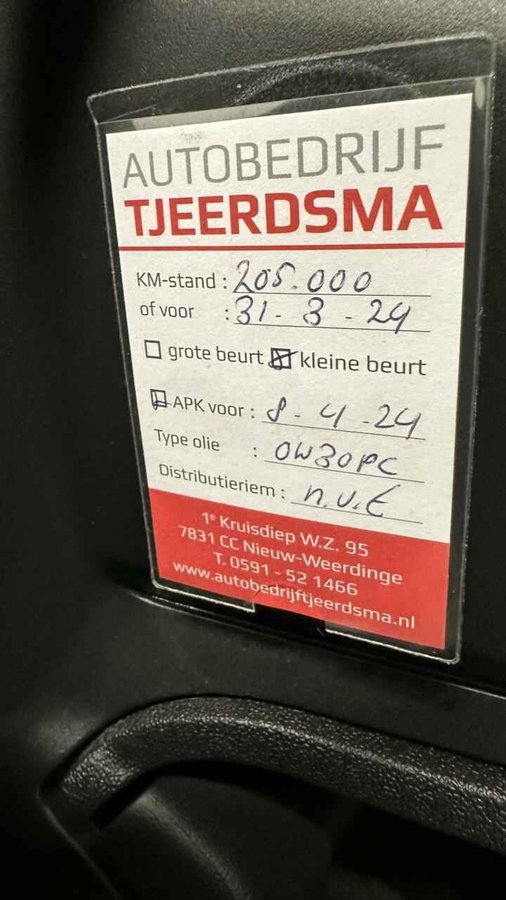 AUTOBEDRIJF
TJEERDSMA
KM-stand : 205.000
of voor : 31-3-24
grote beurt kleine beurt
APK voor : 8-4-24
Type olie : 0W30PC
Distributieriem : n.v.t
1e Kruisdiep W.Z. 95
7831 CC Nieuw-Weerdinge
T. 0591 - 52 1466
www.autobedrijftjeerdsma.nl